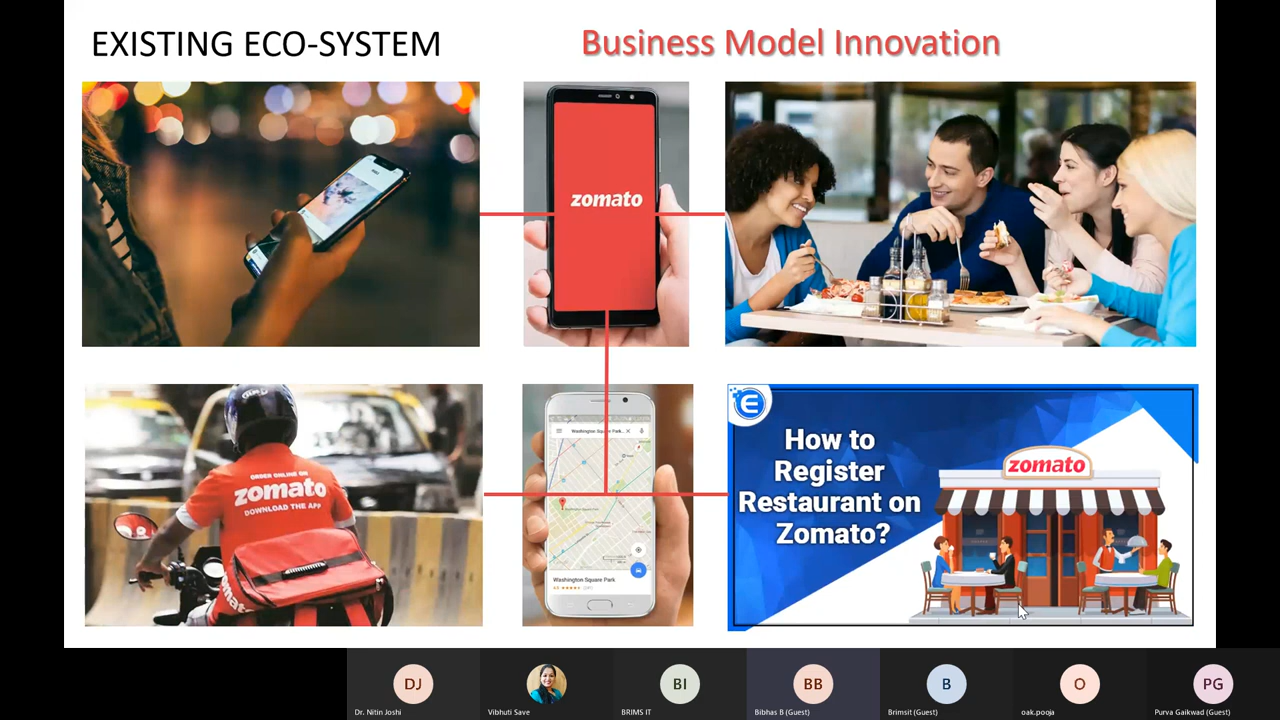 EXISTING ECO-SYSTEM
Business Model Innovation
zomato
ORDER ONLINE ON
zomato
DOWNLOAD THE APP
Washington Square Park
E
How to
Register
Restaurant on
Zomato?
zomato
DJ
Dr. Nitin Joshi
Vibhuti Save
BI
BRIMS IT
BB
Bibhas B (Guest)
B
Brimsit (Guest)
O
oak.pooja
PG
Purva Gaikwad (Guest)